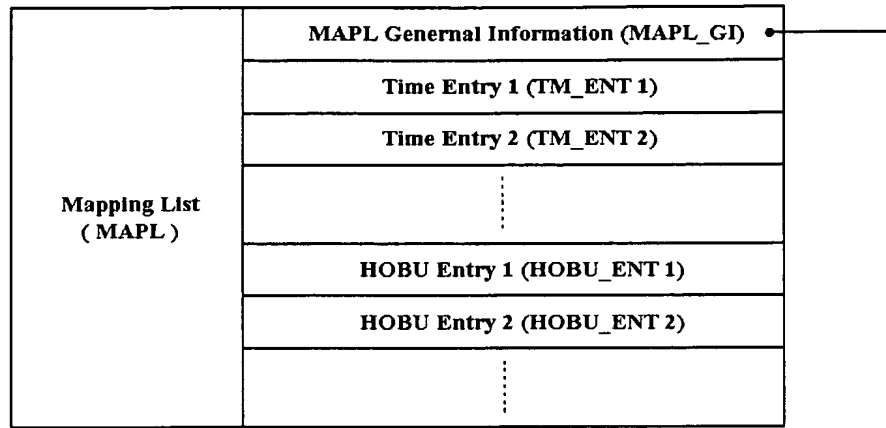 MAPL Genernal Information (MAPL_GI)
Time Entry 1 (TM_ENT 1)
Time Entry 2 (TM_ENT 2)
Mapping List
( MAPL )
HOBU Entry 1 (HOBU_ENT 1)
HOBU Entry 2 (HOBU_ENT 2)